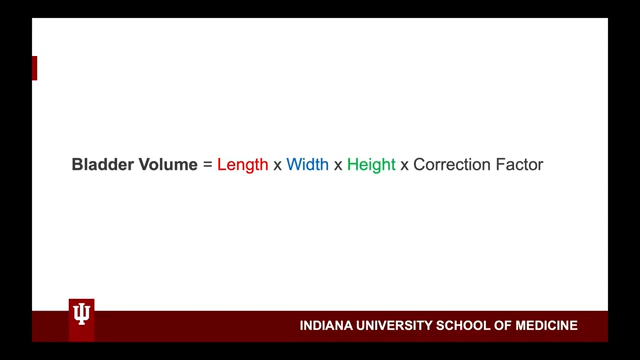 Bladder Volume = Length x Width x Height x Correction Factor
INDIANA UNIVERSITY SCHOOL OF MEDICINE